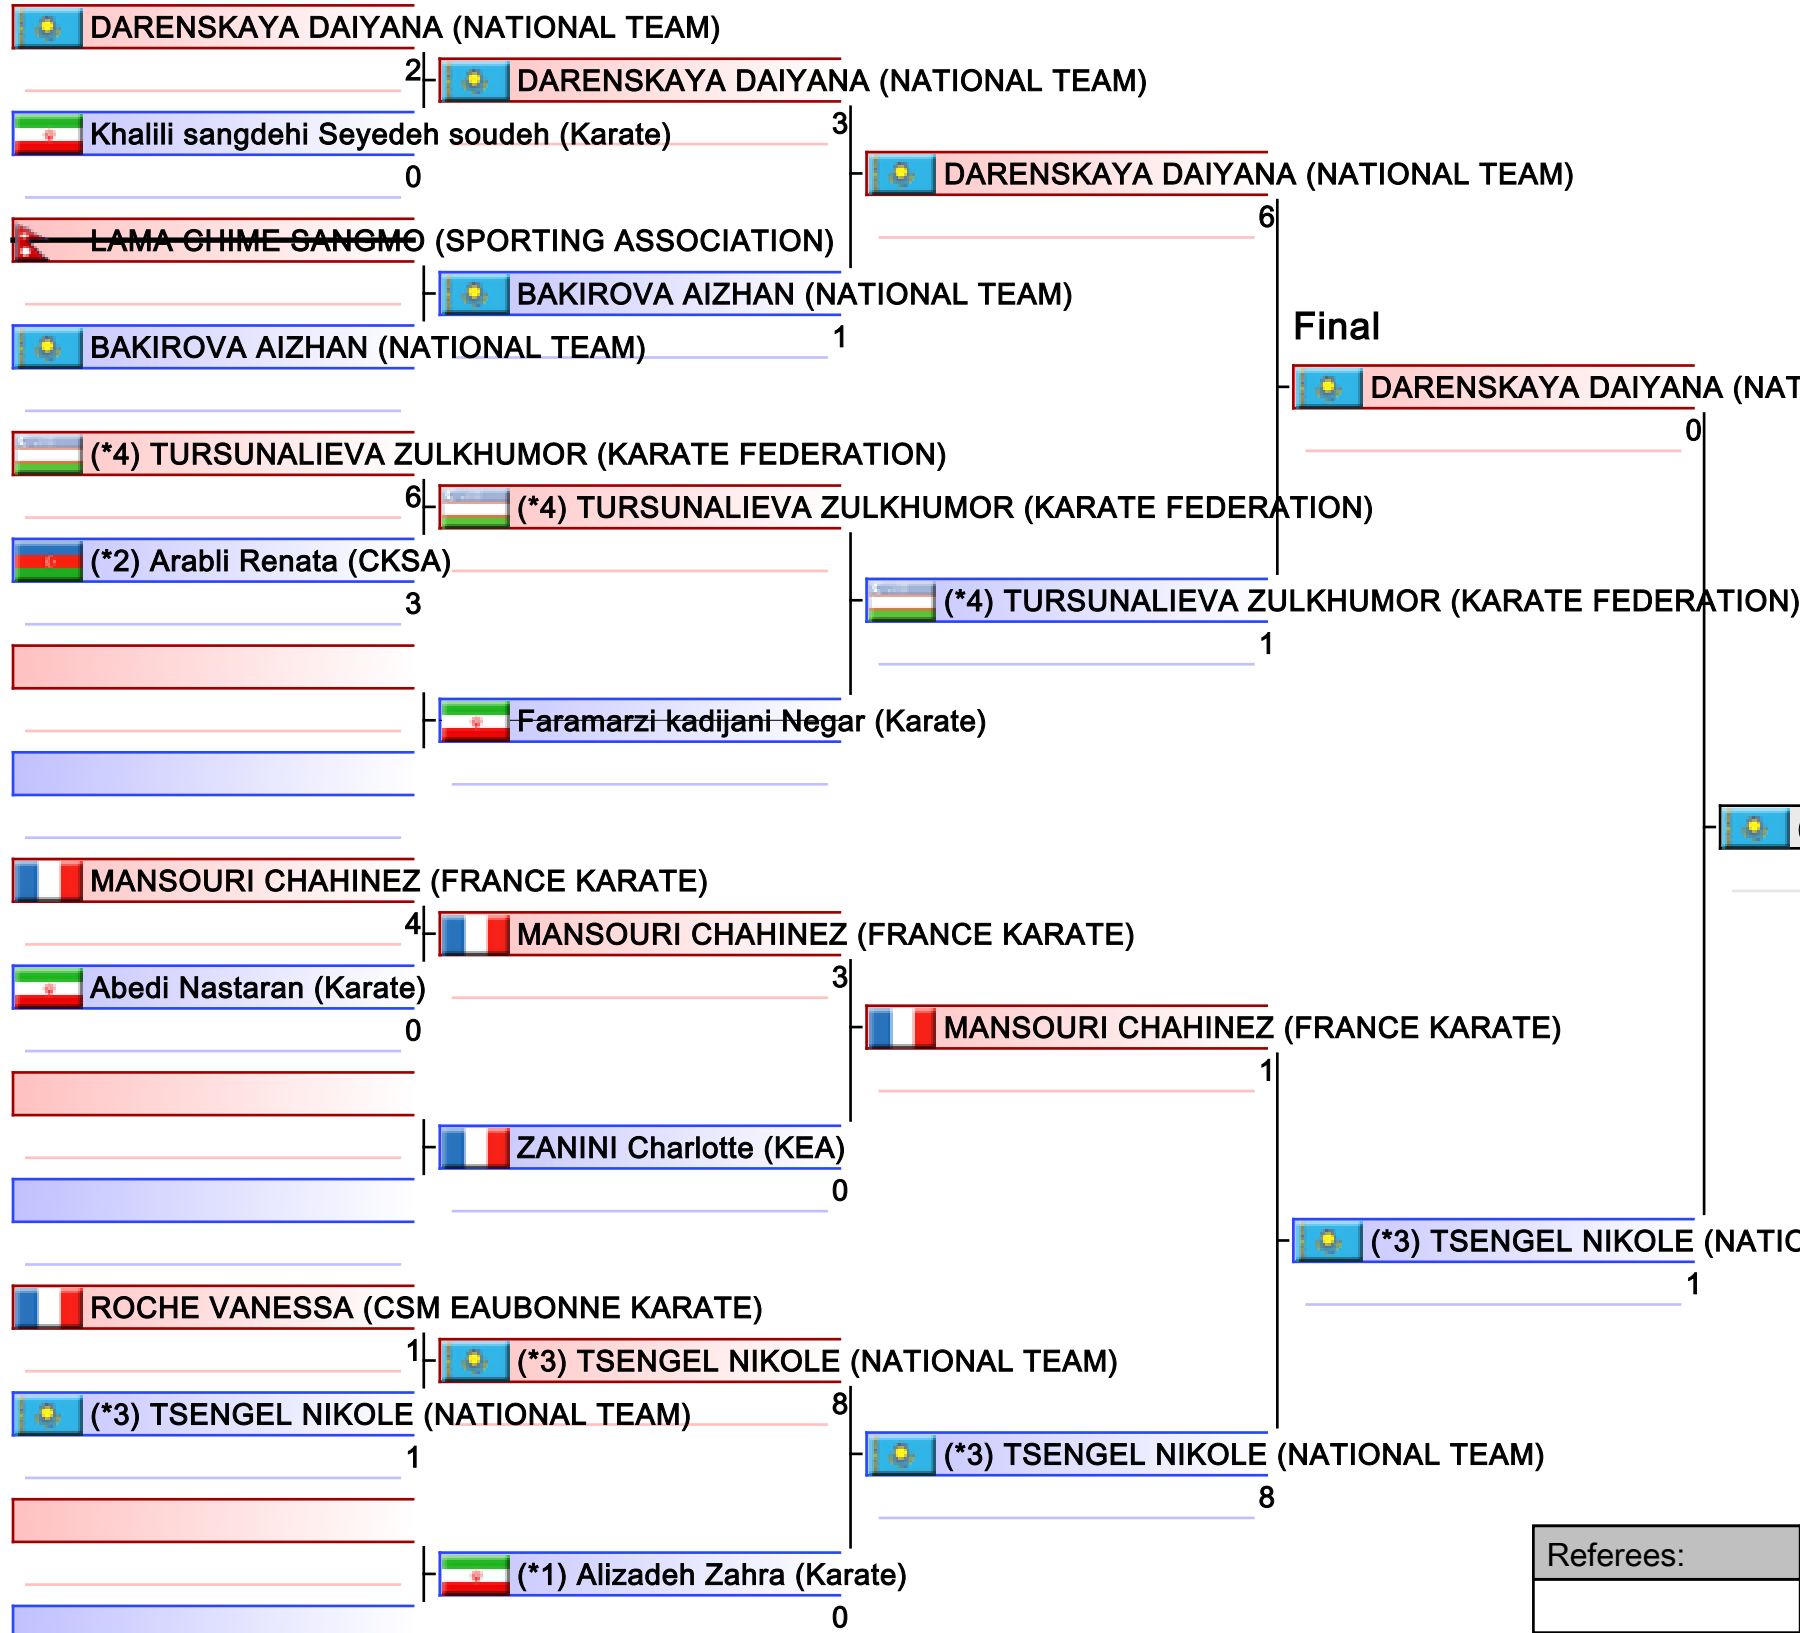 DARENSKAYA DAIYANA (NATIONAL TEAM)
2
DARENSKAYA DAIYANA (NATIONAL TEAM)
Khalili sangdehi Seyedeh soudeh (Karate)
3
0
DARENSKAYA DAIYANA (NATIONAL TEAM)
6
LAMA CHIME SANGMO (SPORTING ASSOCIATION)
BAKIROVA AIZHAN (NATIONAL TEAM)
1
BAKIROVA AIZHAN (NATIONAL TEAM)
Final
DARENSKAYA DAIYANA (NAT
0
(*4) TURSUNALIEVA ZULKHUMOR (KARATE FEDERATION)
6
(*4) TURSUNALIEVA ZULKHUMOR (KARATE FEDERATION)
(*2) Arabli Renata (CKSA)
3
(*4) TURSUNALIEVA ZULKHUMOR (KARATE FEDERATION)
1
Faramarzi kadijani Negar (Karate)
(
MANSOURI CHAHINEZ (FRANCE KARATE)
4
MANSOURI CHAHINEZ (FRANCE KARATE)
3
Abedi Nastaran (Karate)
0
MANSOURI CHAHINEZ (FRANCE KARATE)
1
ZANINI Charlotte (KEA)
0
(*3) TSENGEL NIKOLE (NATIO
1
ROCHE VANESSA (CSM EAUBONNE KARATE)
1
(*3) TSENGEL NIKOLE (NATIONAL TEAM)
8
(*3) TSENGEL NIKOLE (NATIONAL TEAM)
1
(*3) TSENGEL NIKOLE (NATIONAL TEAM)
8
(*1) Alizadeh Zahra (Karate)
0
Referees: